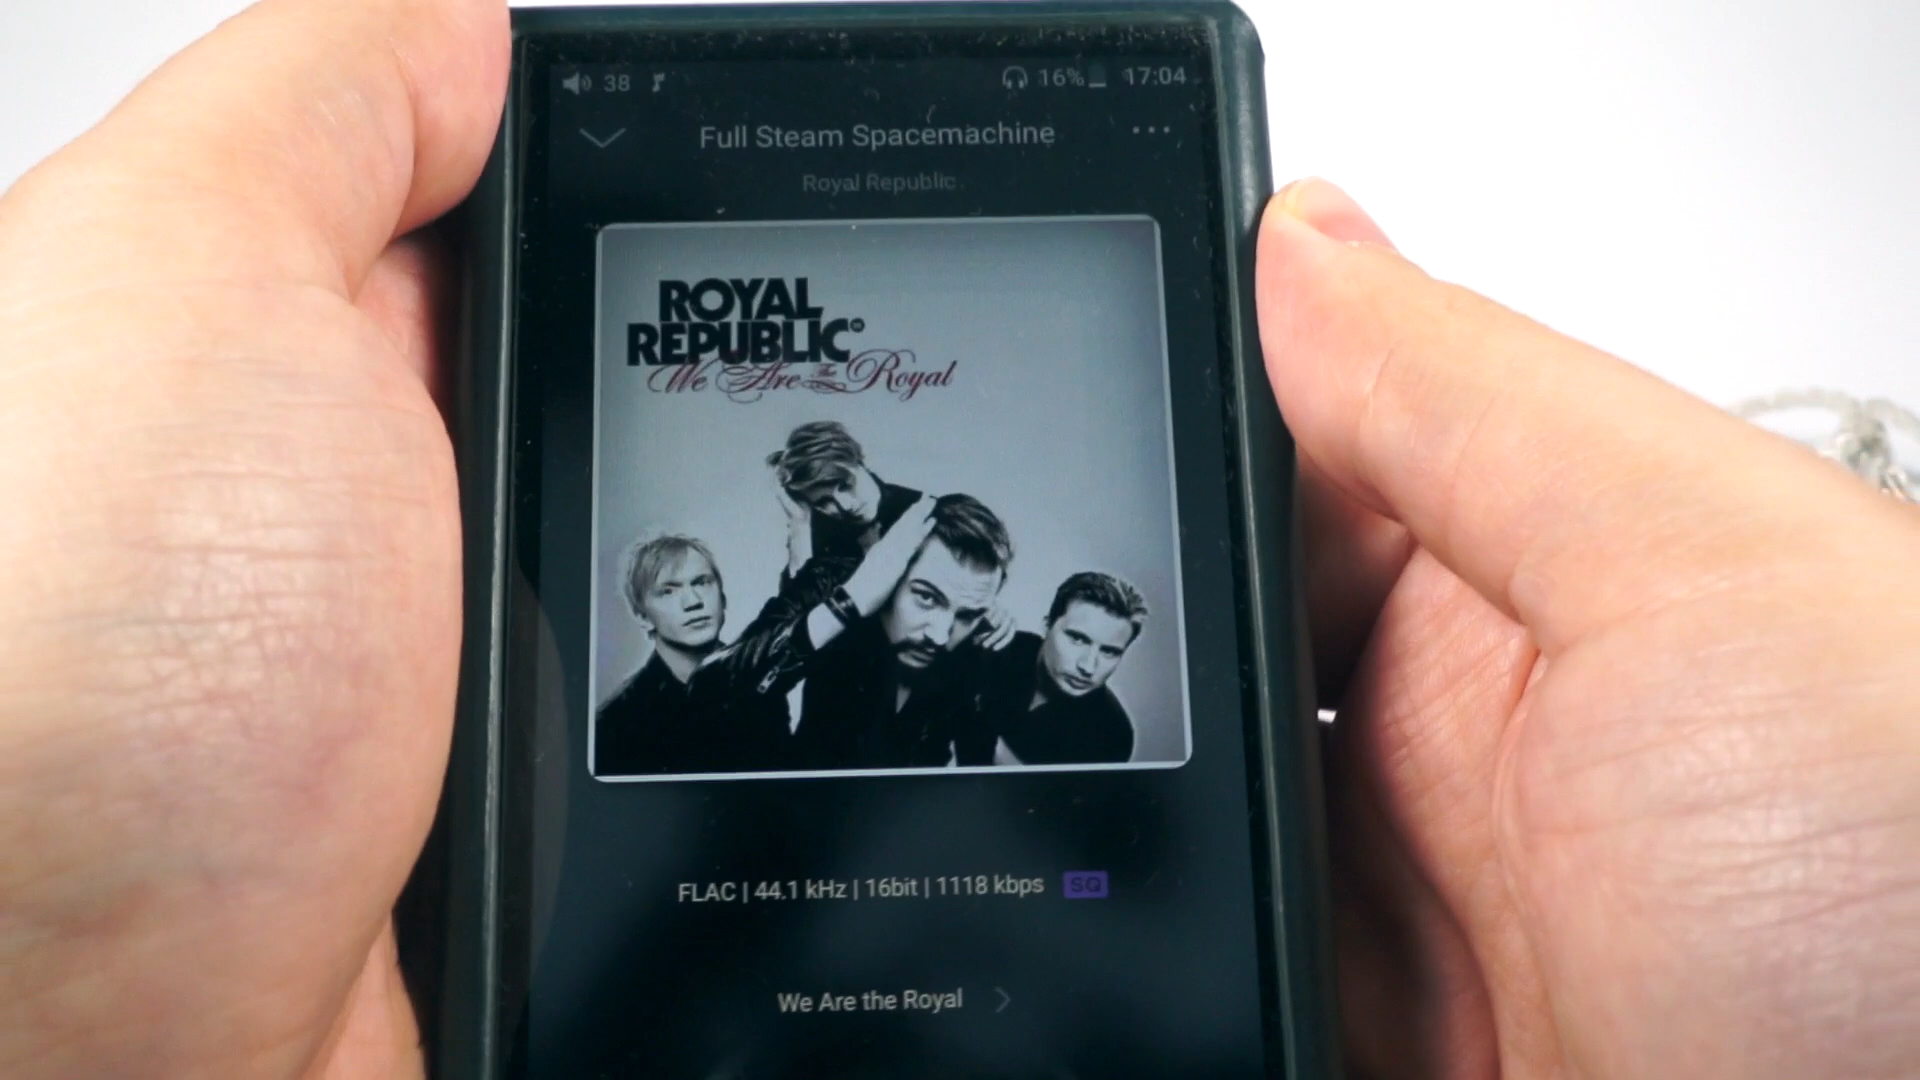 38 16% 17:04
Full Steam Spacemachine
Royal Republic
ROYAL
REPUBLIC
We Are The Royal
FLAC | 44.1 kHz | 16bit | 1118 kbps SQ
We Are the Royal